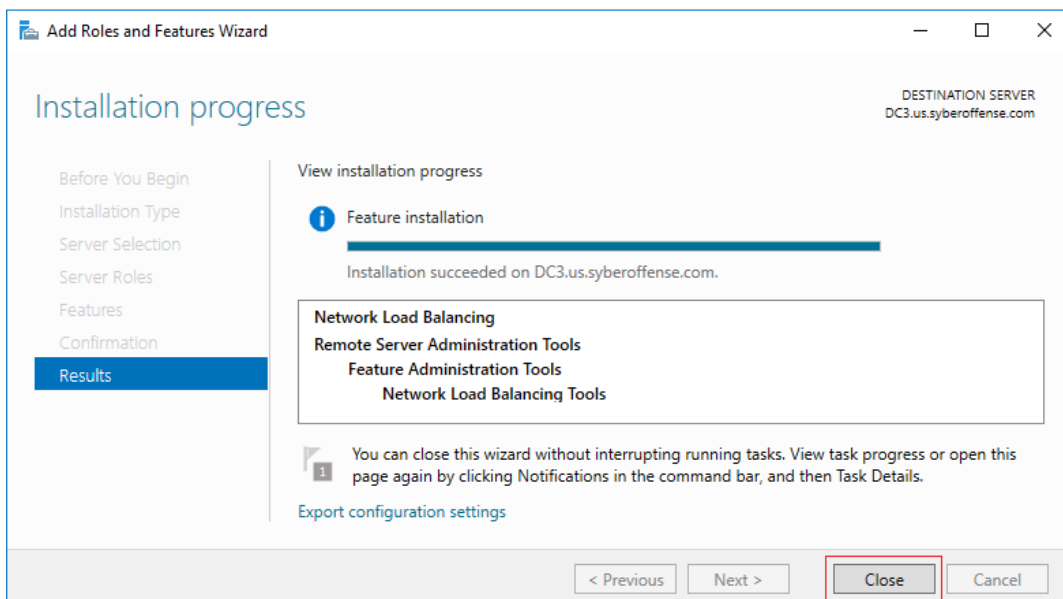 Add Roles and Features Wizard
Installation progress
DESTINATION SERVER
DC3.us.syberoffense.com
Before You Begin
Installation Type
Server Selection
Server Roles
Features
Confirmation
Results
View installation progress
Feature installation
Installation succeeded on DC3.us.syberoffense.com.
Network Load Balancing
Remote Server Administration Tools
Feature Administration Tools
Network Load Balancing Tools
1
You can close this wizard without interrupting running tasks. View task progress or open this
page again by clicking Notifications in the command bar, and then Task Details.
Export configuration settings
< Previous
Next >
Close
Cancel